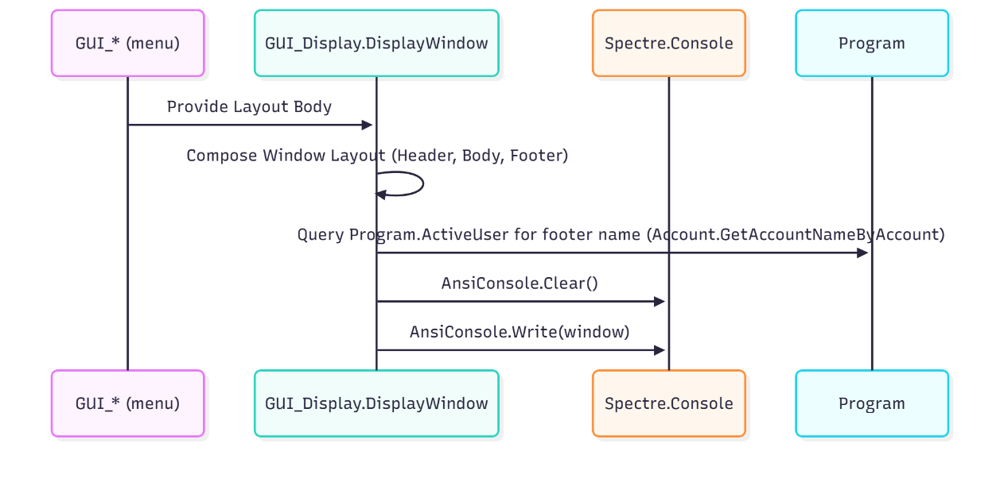 GUI_* (menu)
GUI_Display.DisplayWindow
Spectre.Console
Program
Provide Layout Body
Compose Window Layout (Header, Body, Footer)
Query Program.ActiveUser for footer name (Account.GetAccountNameByAccount)
AnsiConsole.Clear()
AnsiConsole.Write(window)
GUI_* (menu)
GUI_Display.DisplayWindow
Spectre.Console
Program